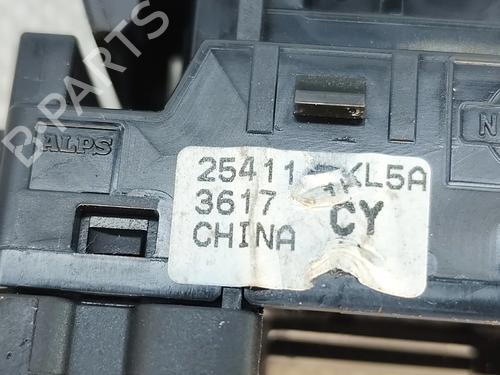 B-PARTS
ALPS
25411 KL5A
3617 CY
CHINA
N